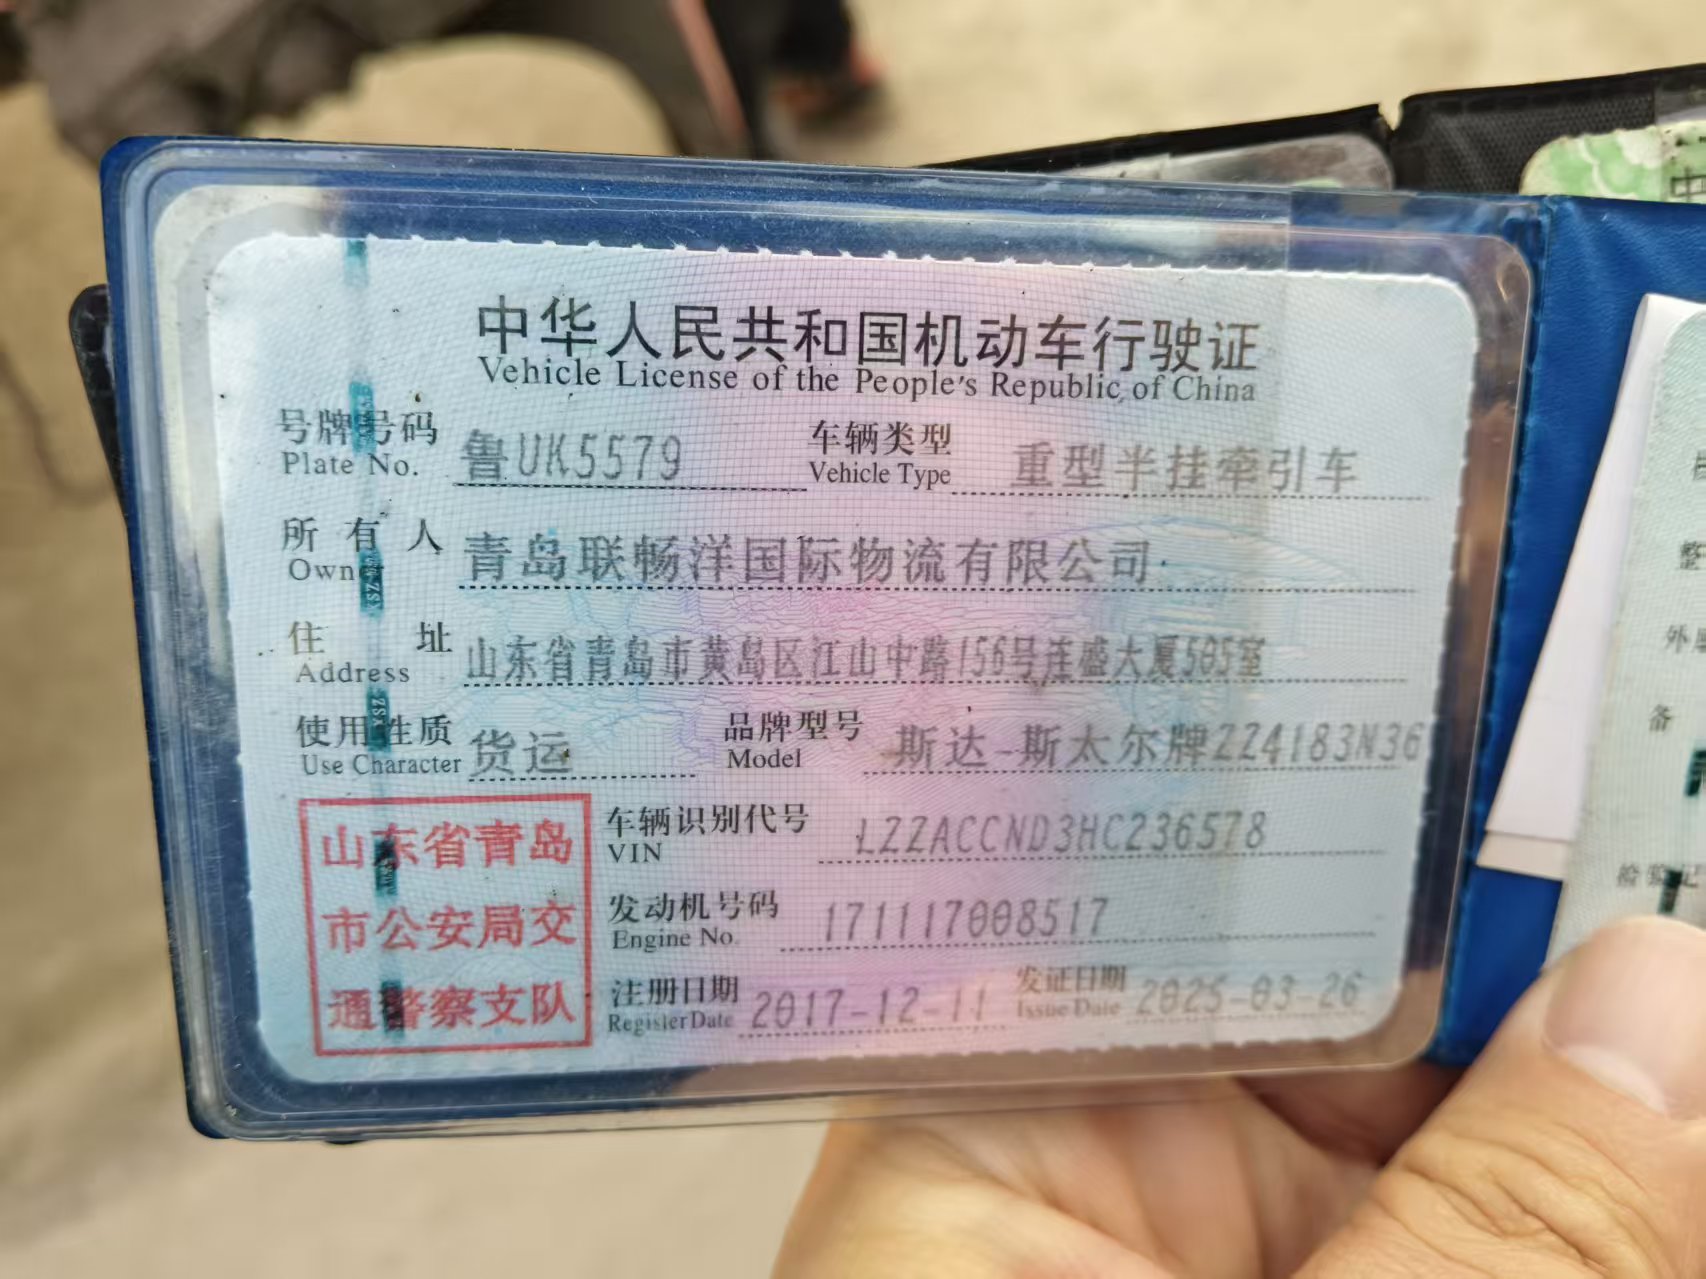 中华人民共和国机动车行驶证
Vehicle License of the People's Republic of China
号牌号码 鲁UK5579 车辆类型 重型半挂牵引车
Plate No. Vehicle Type
所有人 青岛联畅洋国际物流有限公司
Owner
住址 山东省青岛市黄岛区江山中路156号连盛大厦505室
Address
使用性质 货运 品牌型号 斯达-斯太尔牌ZZ4183N36
Use Character Model
山东省青岛
市公安局交
通警察支队
车辆识别代号 LZZACCND3HC236578
VIN
发动机号码 171117008517
Engine No.
注册日期 2017-12-11 发证日期 2025-03-26
Register Date Issue Date
中
整
外
备
检验记